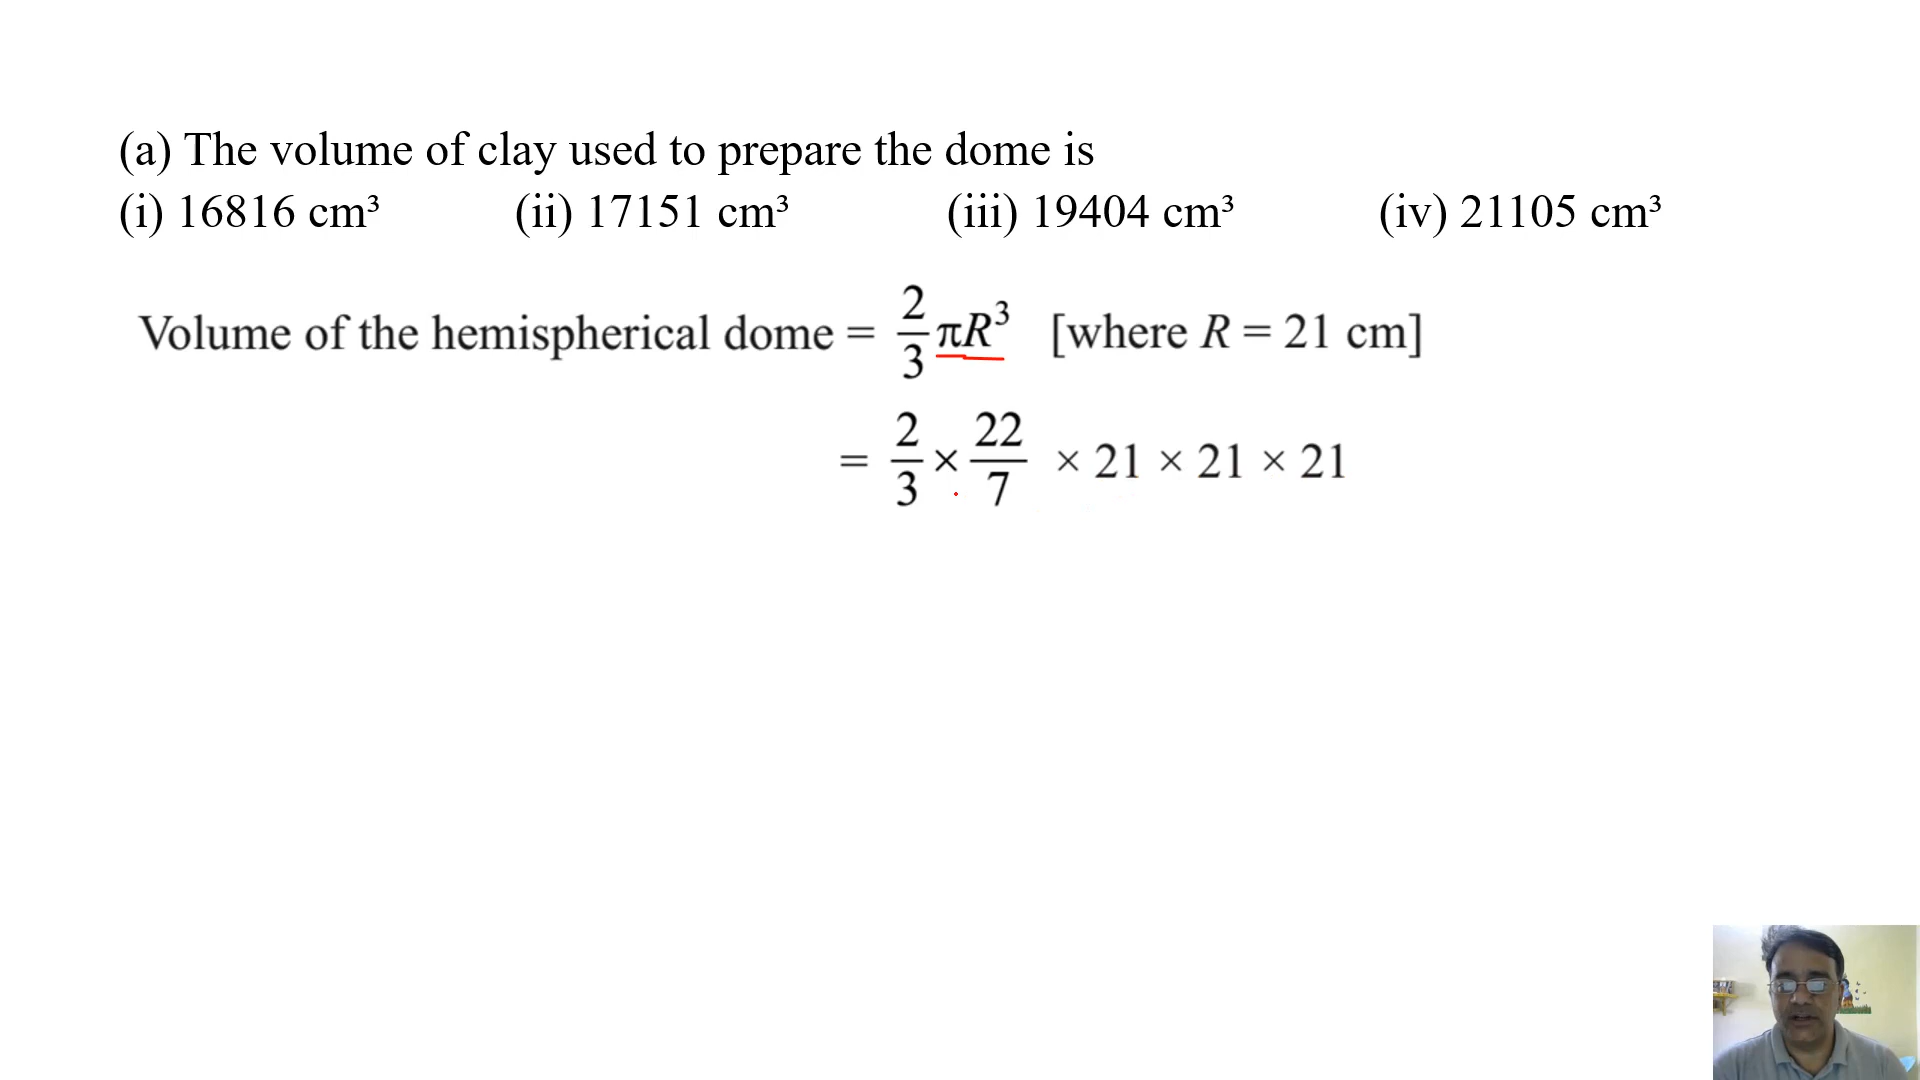 (a) The volume of clay used to prepare the dome is
(i) 16816 cm³ (ii) 17151 cm³ (iii) 19404 cm³ (iv) 21105 cm³
Volume of the hemispherical dome = 2/3 πR³ [where R = 21 cm]
= 2/3 × 22/7 × 21 × 21 × 21